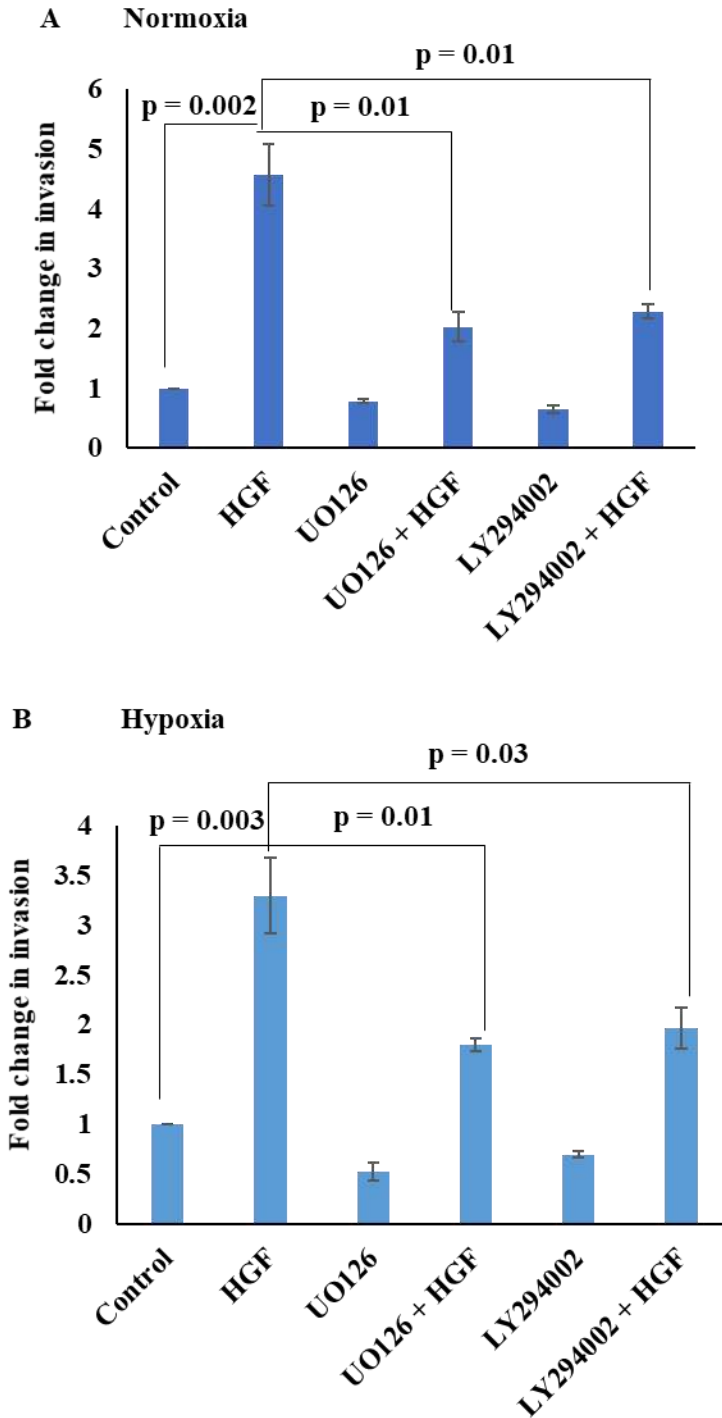 A Normoxia
p = 0.01
p = 0.002
p = 0.01
Fold change in invasion
6
5
4
3
2
1
0
Control
HGF
UO126
UO126 + HGF
LY294002
LY294002 + HGF
B Hypoxia
p = 0.03
p = 0.003
p = 0.01
Fold change in invasion
4
3.5
3
2.5
2
1.5
1
0.5
0
Control
HGF
UO126
UO126 + HGF
LY294002
LY294002 + HGF